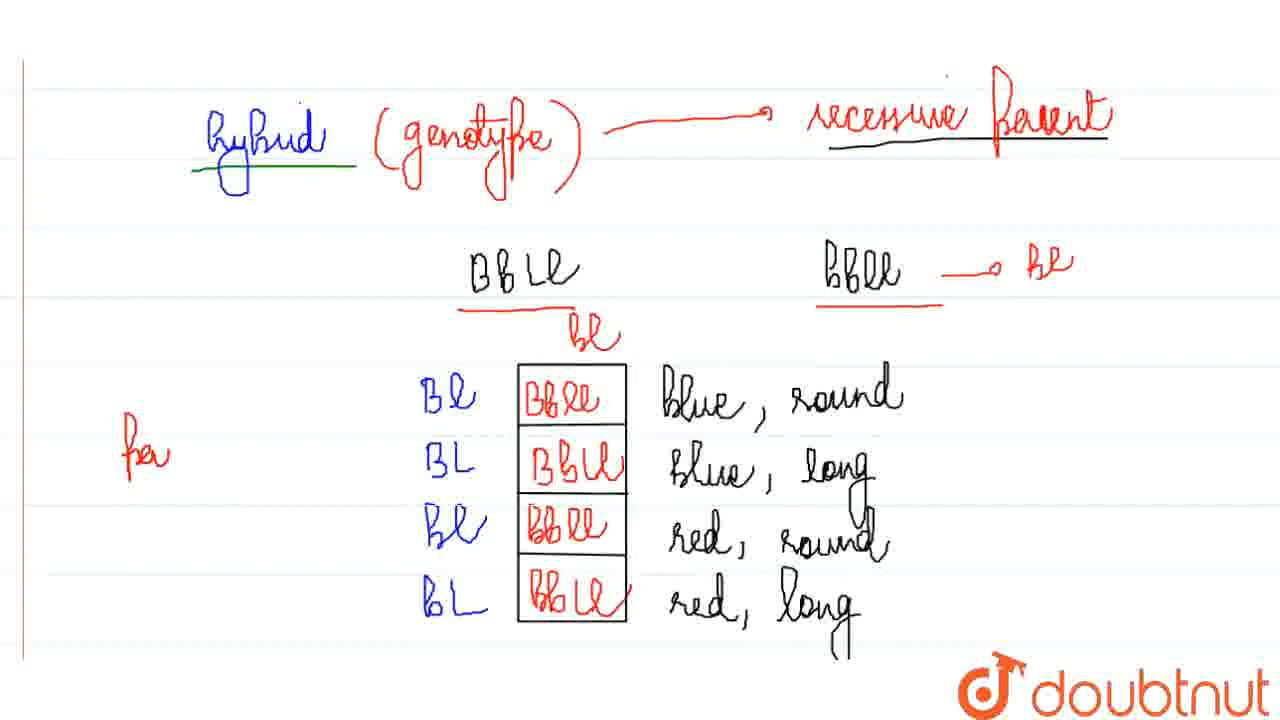 hybrid (genotype) → recessive parent
BbLl bbll → bl
bl
Bl Bbll blue, round
BL BbLl Blue, long
bl bbll red, round
bL bbLl red, long
pa
doubtnut